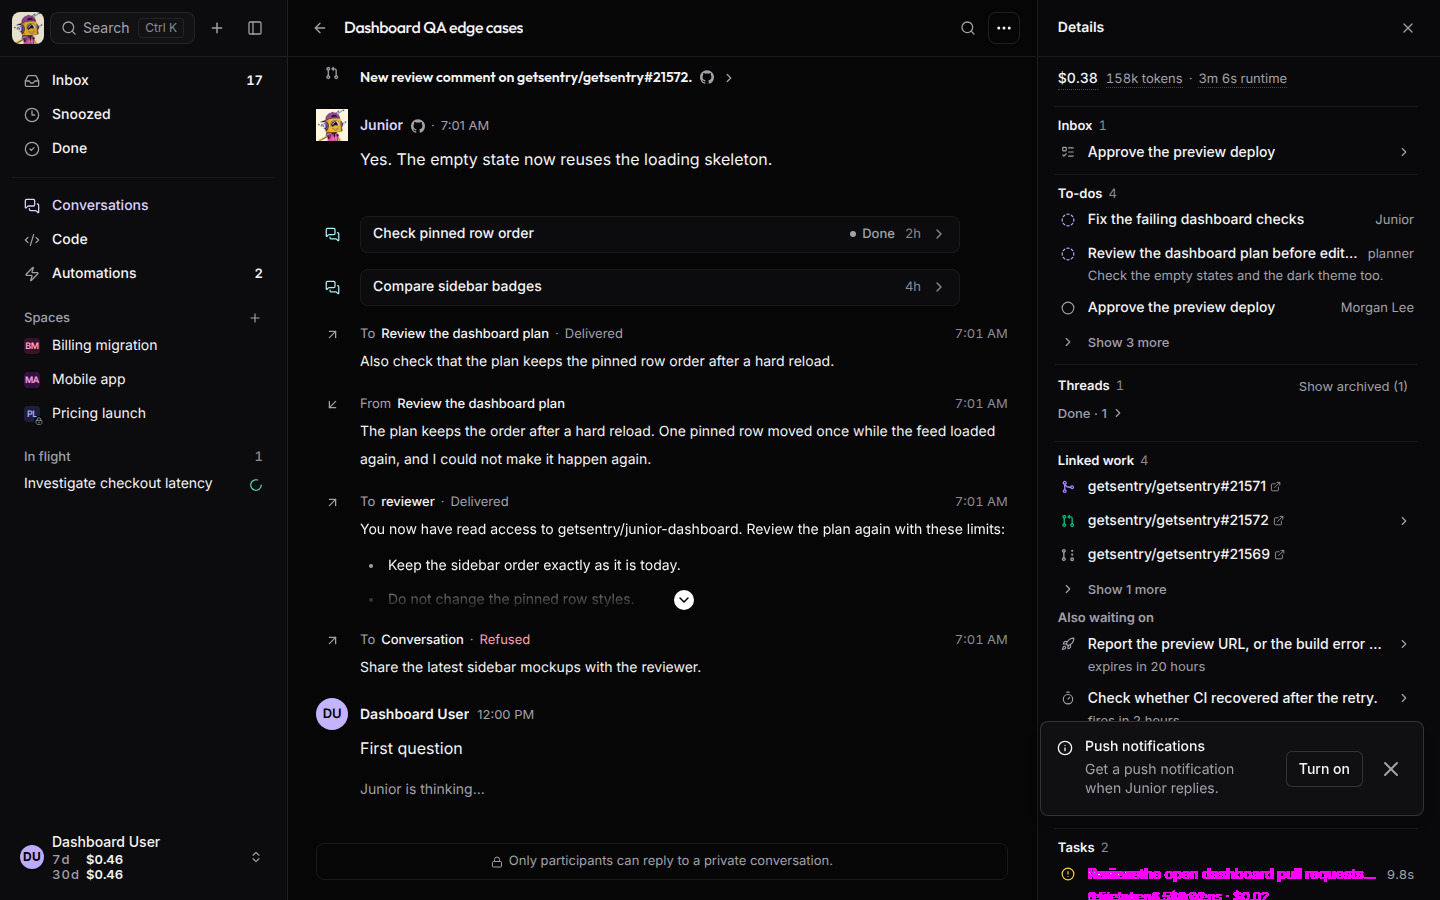 Search Ctrl K
Inbox 17
Snoozed
Done
Conversations
Code
Automations 2
Spaces
BM Billing migration
MA Mobile app
PL Pricing launch
In flight 1
Investigate checkout latency
DU Dashboard User
7d $0.46
30d $0.46
Dashboard QA edge cases
New review comment on getsentry/getsentry#21572.
Junior · 7:01 AM
Yes. The empty state now reuses the loading skeleton.
Check pinned row order Done 2h
Compare sidebar badges 4h
To Review the dashboard plan · Delivered 7:01 AM
Also check that the plan keeps the pinned row order after a hard reload.
From Review the dashboard plan 7:01 AM
The plan keeps the order after a hard reload. One pinned row moved once while the feed loaded
again, and I could not make it happen again.
To reviewer · Delivered 7:01 AM
You now have read access to getsentry/junior-dashboard. Review the plan again with these limits:
• Keep the sidebar order exactly as it is today.
• Do not change the pinned row styles.
To Conversation · Refused 7:01 AM
Share the latest sidebar mockups with the reviewer.
DU Dashboard User 12:00 PM
First question
Junior is thinking...
Only participants can reply to a private conversation.
Details
$0.38 158k tokens · 3m 6s runtime
Inbox 1
Approve the preview deploy
To-dos 4
Fix the failing dashboard checks Junior
Review the dashboard plan before edit... planner
Check the empty states and the dark theme too.
Approve the preview deploy Morgan Lee
Show 3 more
Threads 1 Show archived (1)
Done · 1
Linked work 4
getsentry/getsentry#21571
getsentry/getsentry#21572
getsentry/getsentry#21569
Show 1 more
Also waiting on
Report the preview URL, or the build error ...
expires in 20 hours
Check whether CI recovered after the retry.
fires in 2 hours
Push notifications
Get a push notification
when Junior replies.
Turn on
Tasks 2
the open dashboard pull requests... 9.8s
· $0.02